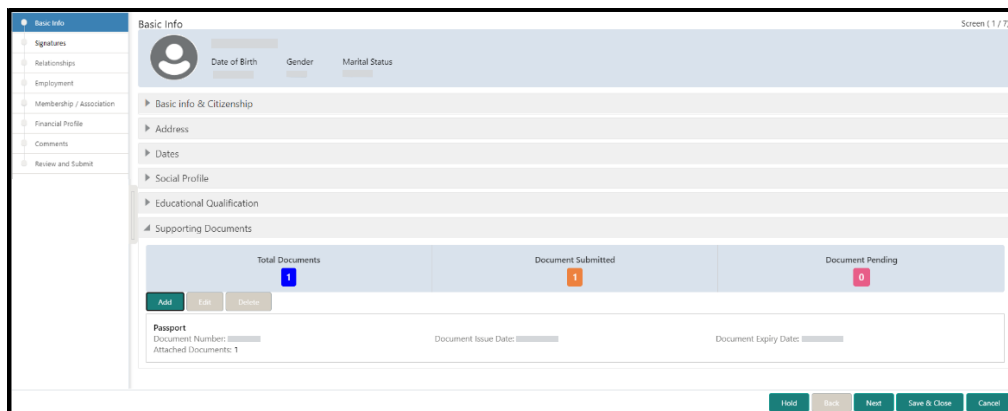 Basic Info
Signatures
Relationships
Employment
Membership / Association
Financial Profile
Comments
Review and Submit
Basic Info
Screen ( 1 / 7)
Date of Birth Gender Marital Status
Basic info & Citizenship
Address
Dates
Social Profile
Educational Qualification
Supporting Documents
Total Documents Document Submitted Document Pending
1 1 0
Add Edit Delete
Passport
Document Number: Document Issue Date: Document Expiry Date:
Attached Documents: 1
Hold Back Next Save & Close Cancel